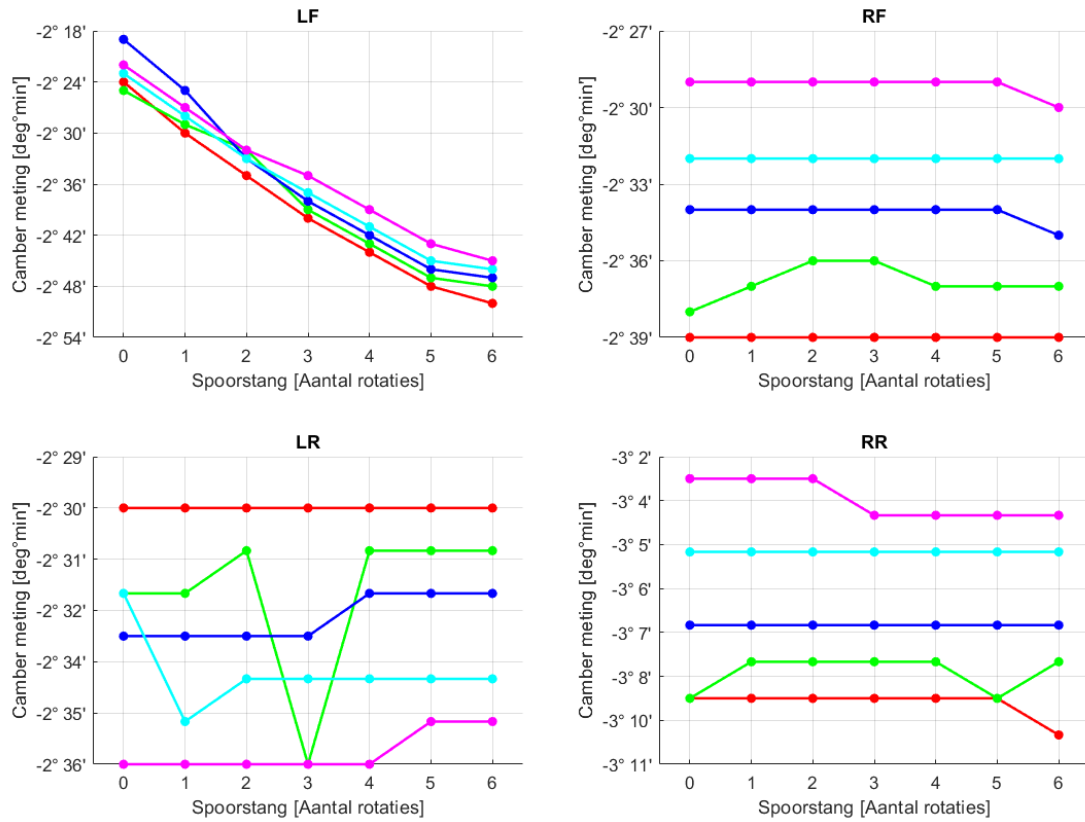 LF
-2° 18'
-2° 24'
-2° 30'
-2° 36'
-2° 42'
-2° 48'
-2° 54'
Camber meting [deg°min']
0 1 2 3 4 5 6
Spoorstang [Aantal rotaties]
RF
-2° 27'
-2° 30'
-2° 33'
-2° 36'
-2° 39'
Camber meting [deg°min']
0 1 2 3 4 5 6
Spoorstang [Aantal rotaties]
LR
-2° 29'
-2° 30'
-2° 31'
-2° 32'
-2° 34'
-2° 35'
-2° 36'
Camber meting [deg°min']
0 1 2 3 4 5 6
Spoorstang [Aantal rotaties]
RR
-3° 2'
-3° 4'
-3° 5'
-3° 6'
-3° 7'
-3° 8'
-3° 10'
-3° 11'
Camber meting [deg°min']
0 1 2 3 4 5 6
Spoorstang [Aantal rotaties]